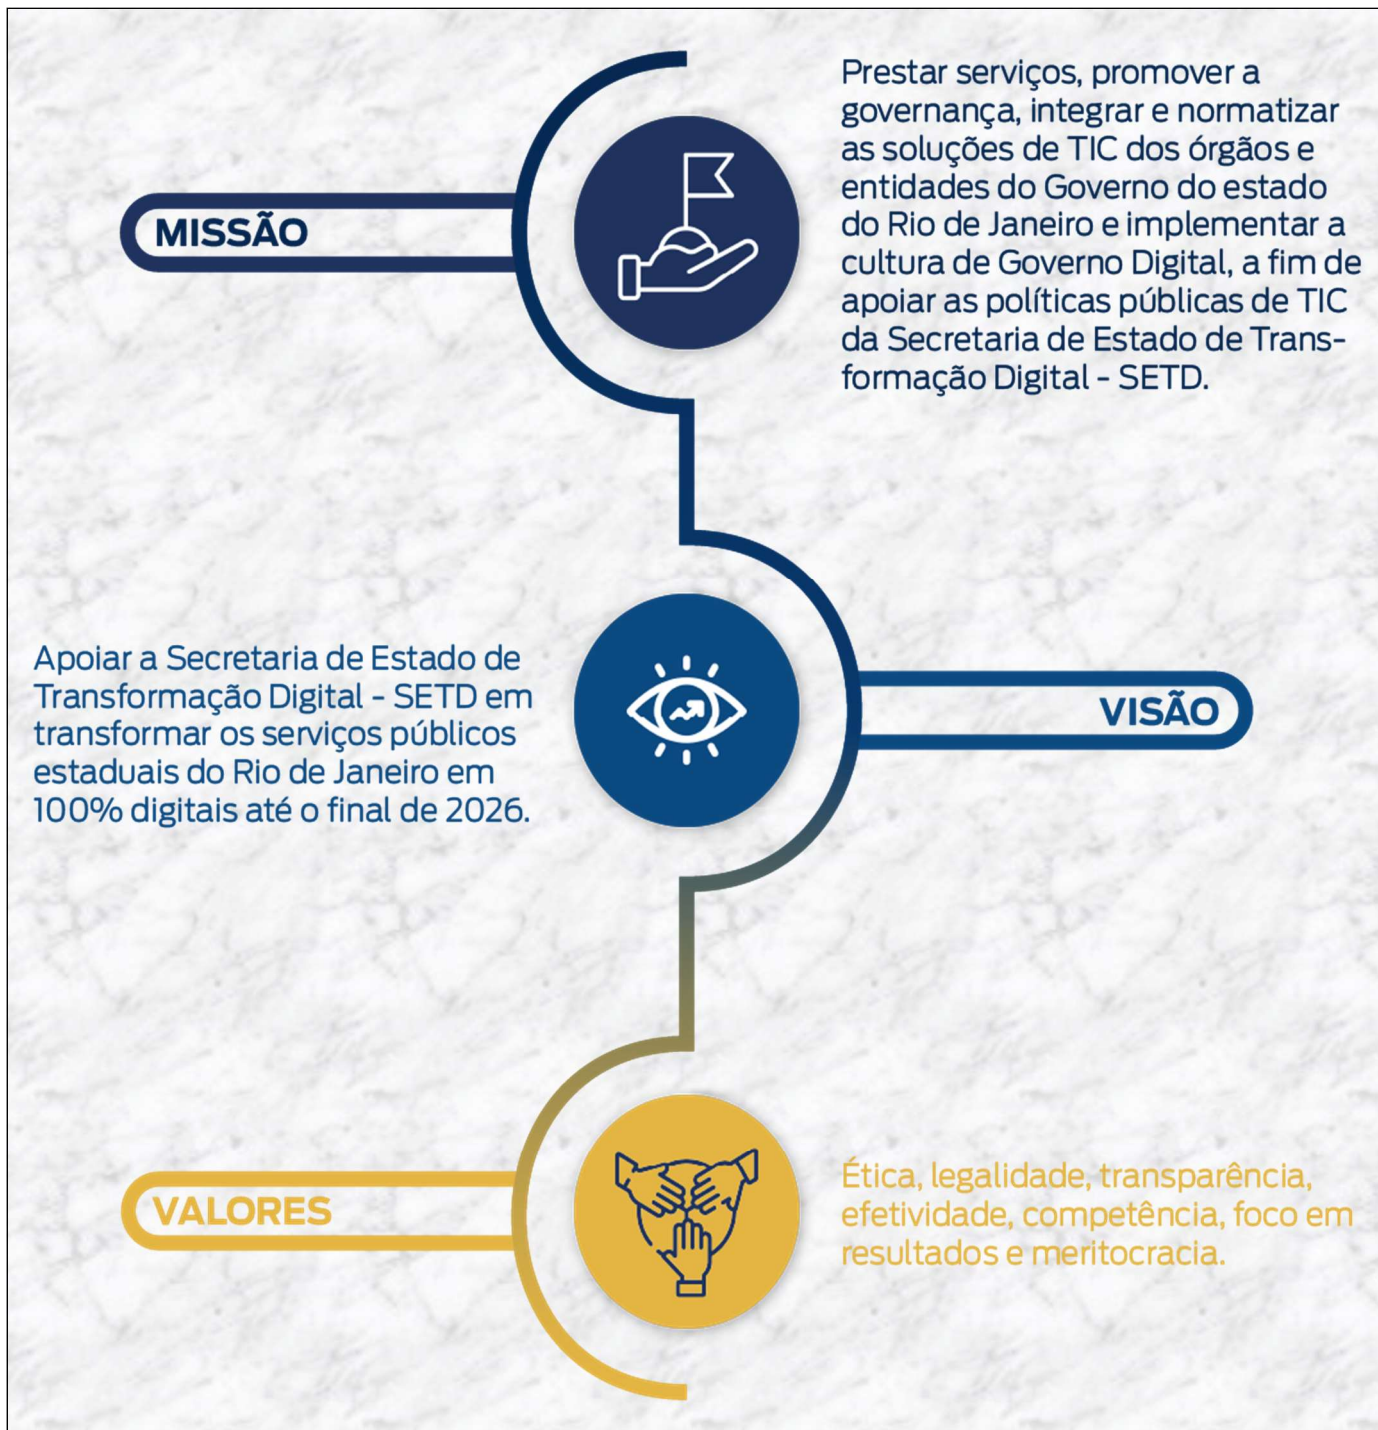 MISSÃO
Prestar serviços, promover a
governança, integrar e normatizar
as soluções de TIC dos órgãos e
entidades do Governo do estado
do Rio de Janeiro e implementar a
cultura de Governo Digital, a fim de
apoiar as políticas públicas de TIC
da Secretaria de Estado de Trans-
formação Digital - SETD.
VISÃO
Apoiar a Secretaria de Estado de
Transformação Digital - SETD em
transformar os serviços públicos
estaduais do Rio de Janeiro em
100% digitais até o final de 2026.
VALORES
Ética, legalidade, transparência,
efetividade, competência, foco em
resultados e meritocracia.